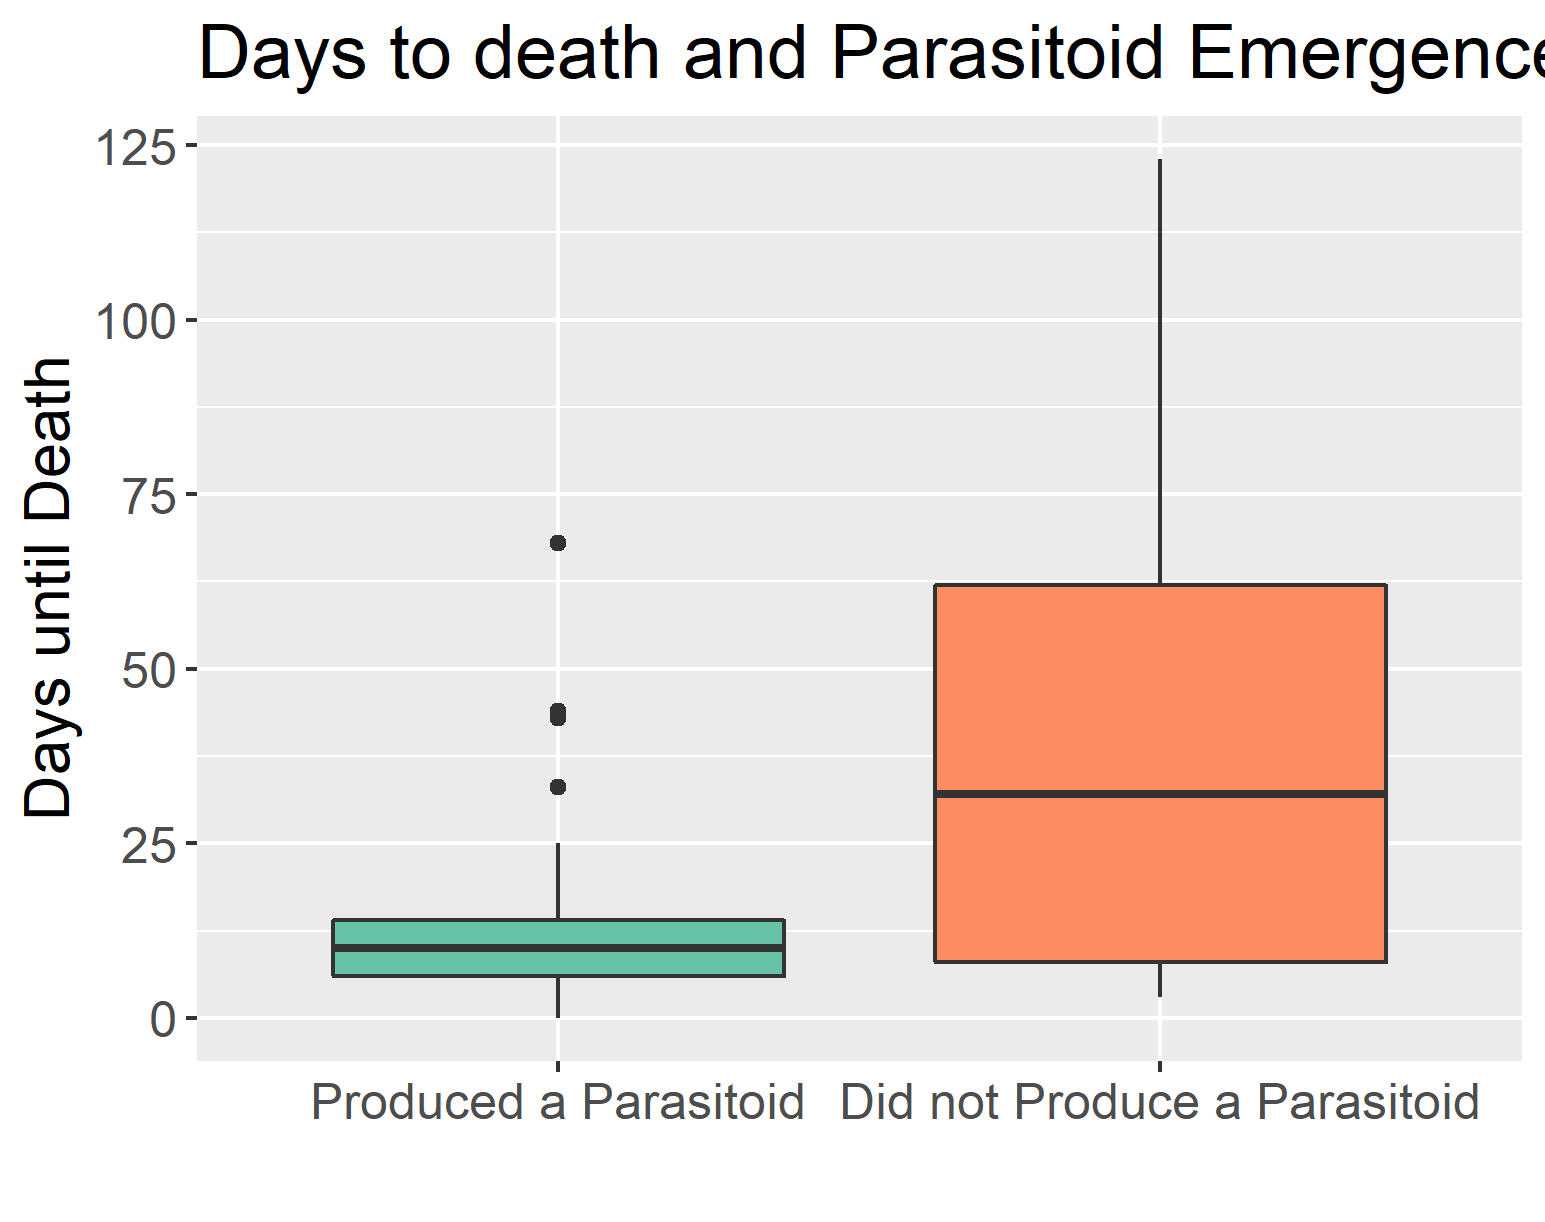 Days to death and Parasitoid Emergence
125
100
75
50
25
0
Days until Death
Produced a Parasitoid
Did not Produce a Parasitoid